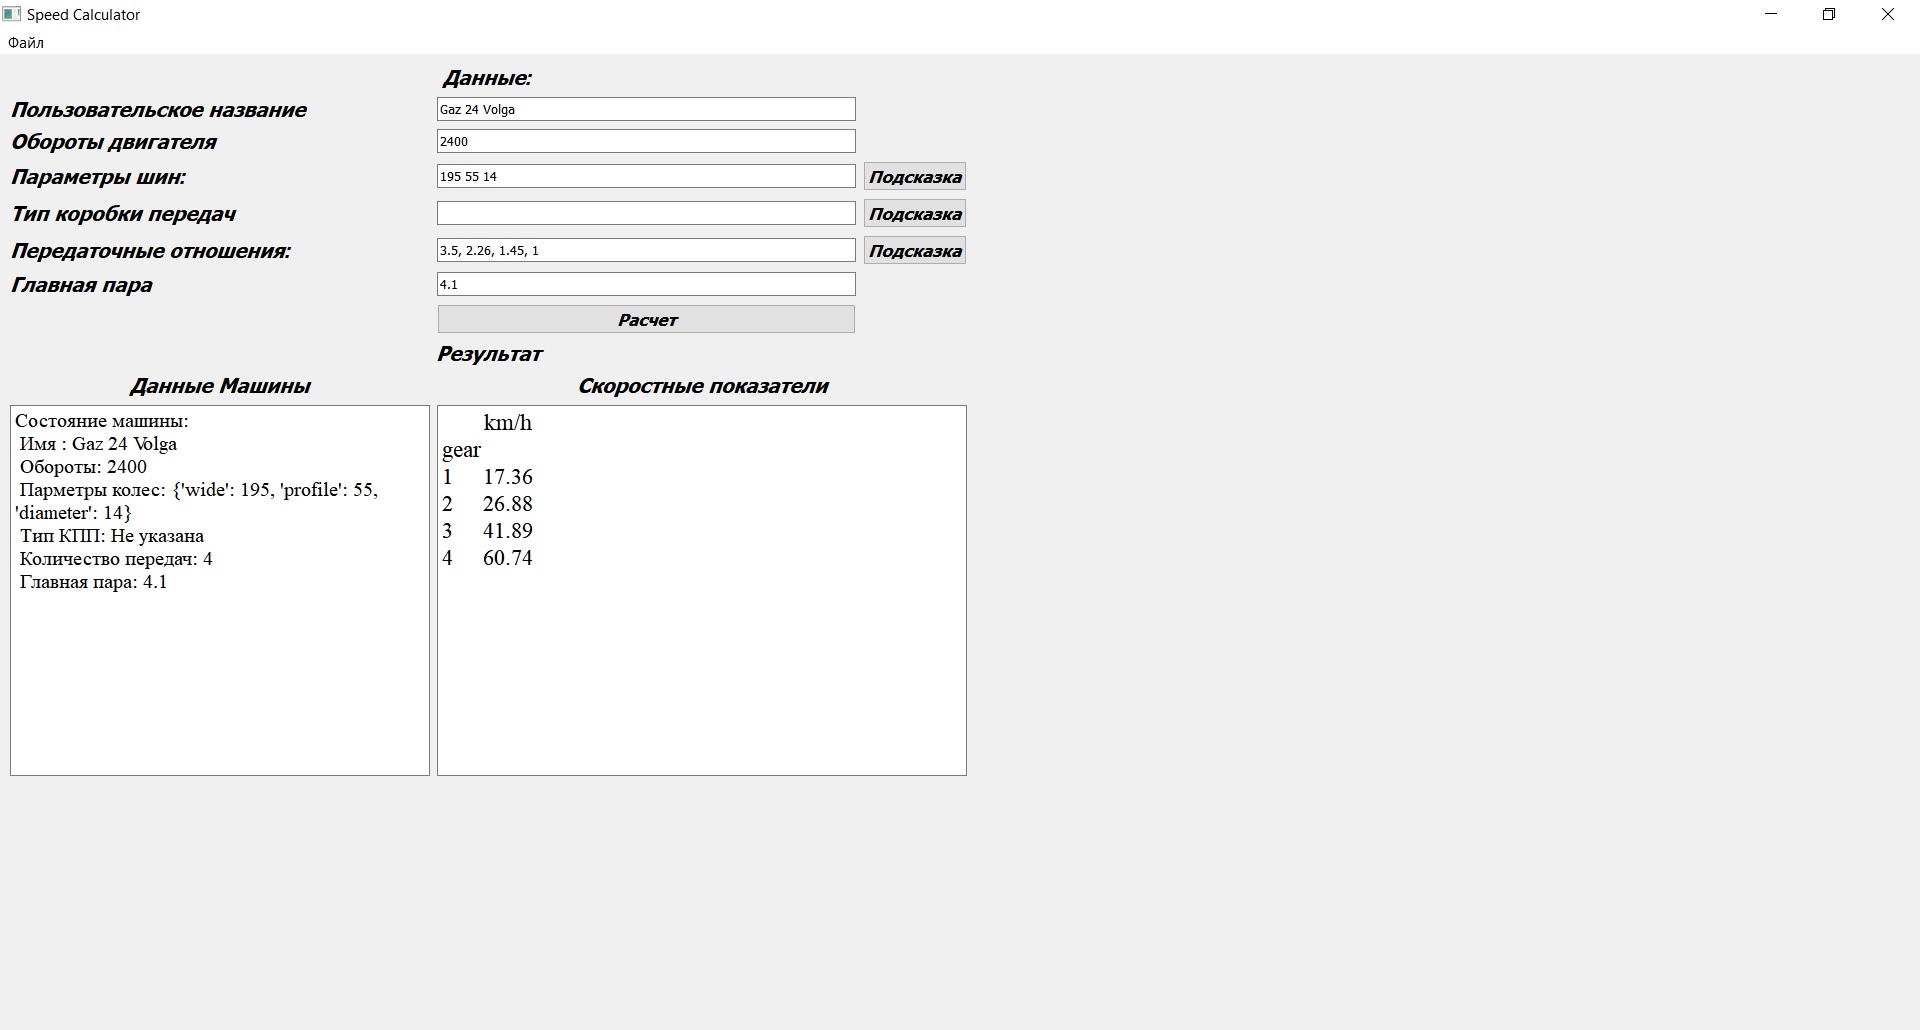 Speed Calculator
Файл
Данные:
Пользовательское название
Gaz 24 Volga
Обороты двигателя
2400
Параметры шин:
195 55 14
Подсказка
Тип коробки передач
Подсказка
Передаточные отношения:
3.5, 2.26, 1.45, 1
Подсказка
Главная пара
4.1
Расчет
Результат
Данные Машины
Скоростные показатели
Состояние машины:
Имя : Gaz 24 Volga
Обороты: 2400
Парметры колес: {'wide': 195, 'profile': 55,
'diameter': 14}
Тип КПП: Не указана
Количество передач: 4
Главная пара: 4.1
km/h
gear
1 17.36
2 26.88
3 41.89
4 60.74